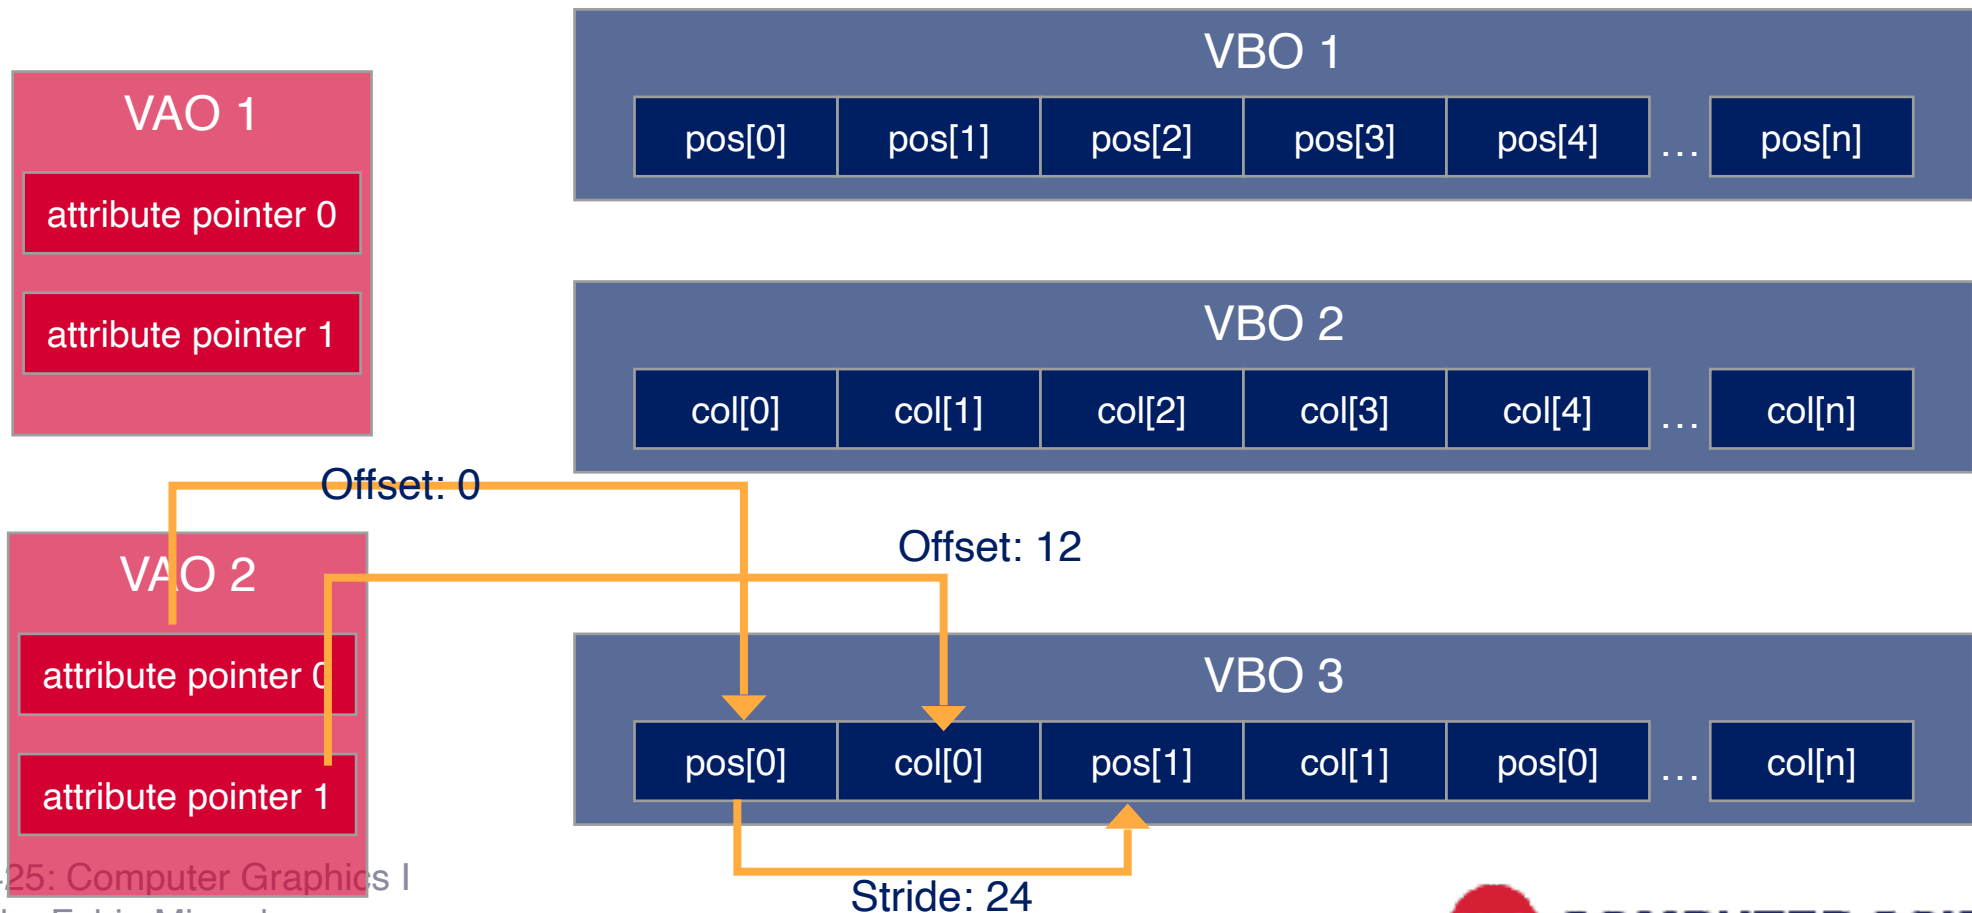 VAO 1
attribute pointer 0
attribute pointer 1
VBO 1
pos[0] pos[1] pos[2] pos[3] pos[4] ... pos[n]
VBO 2
col[0] col[1] col[2] col[3] col[4] ... col[n]
Offset: 0
Offset: 12
VAO 2
attribute pointer 0
attribute pointer 1
VBO 3
pos[0] col[0] pos[1] col[1] pos[0] ... col[n]
Stride: 24
25: Computer Graphics I